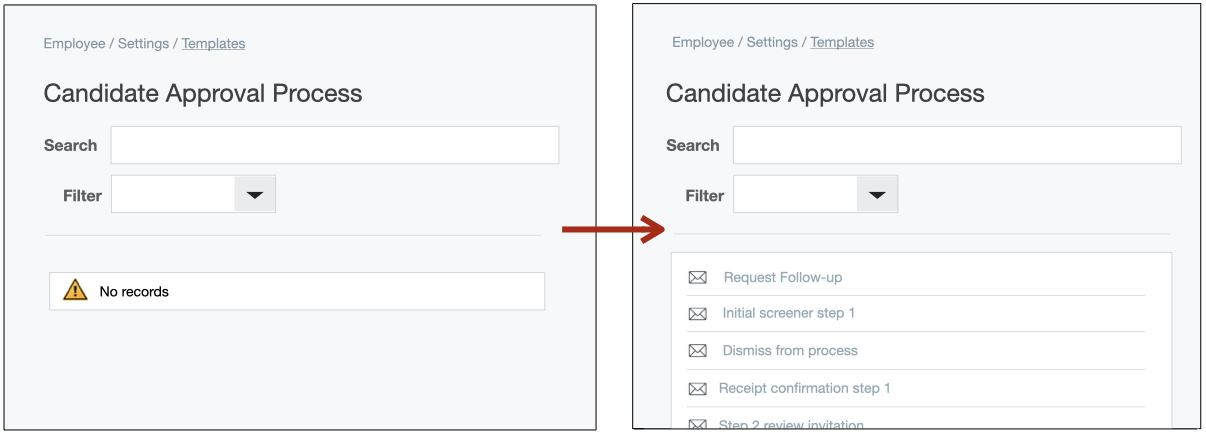 Employee / Settings / Templates
Candidate Approval Process
Search
Filter
No records
Employee / Settings / Templates
Candidate Approval Process
Search
Filter
Request Follow-up
Initial screener step 1
Dismiss from process
Receipt confirmation step 1
Step 2 review invitation